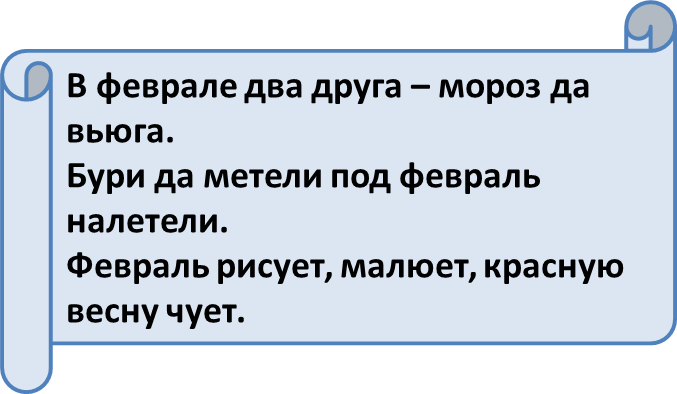 В феврале два друга – мороз да
вьюга.
Бури да метели под февраль
налетели.
Февраль рисует, малюет, красную
весну чует.